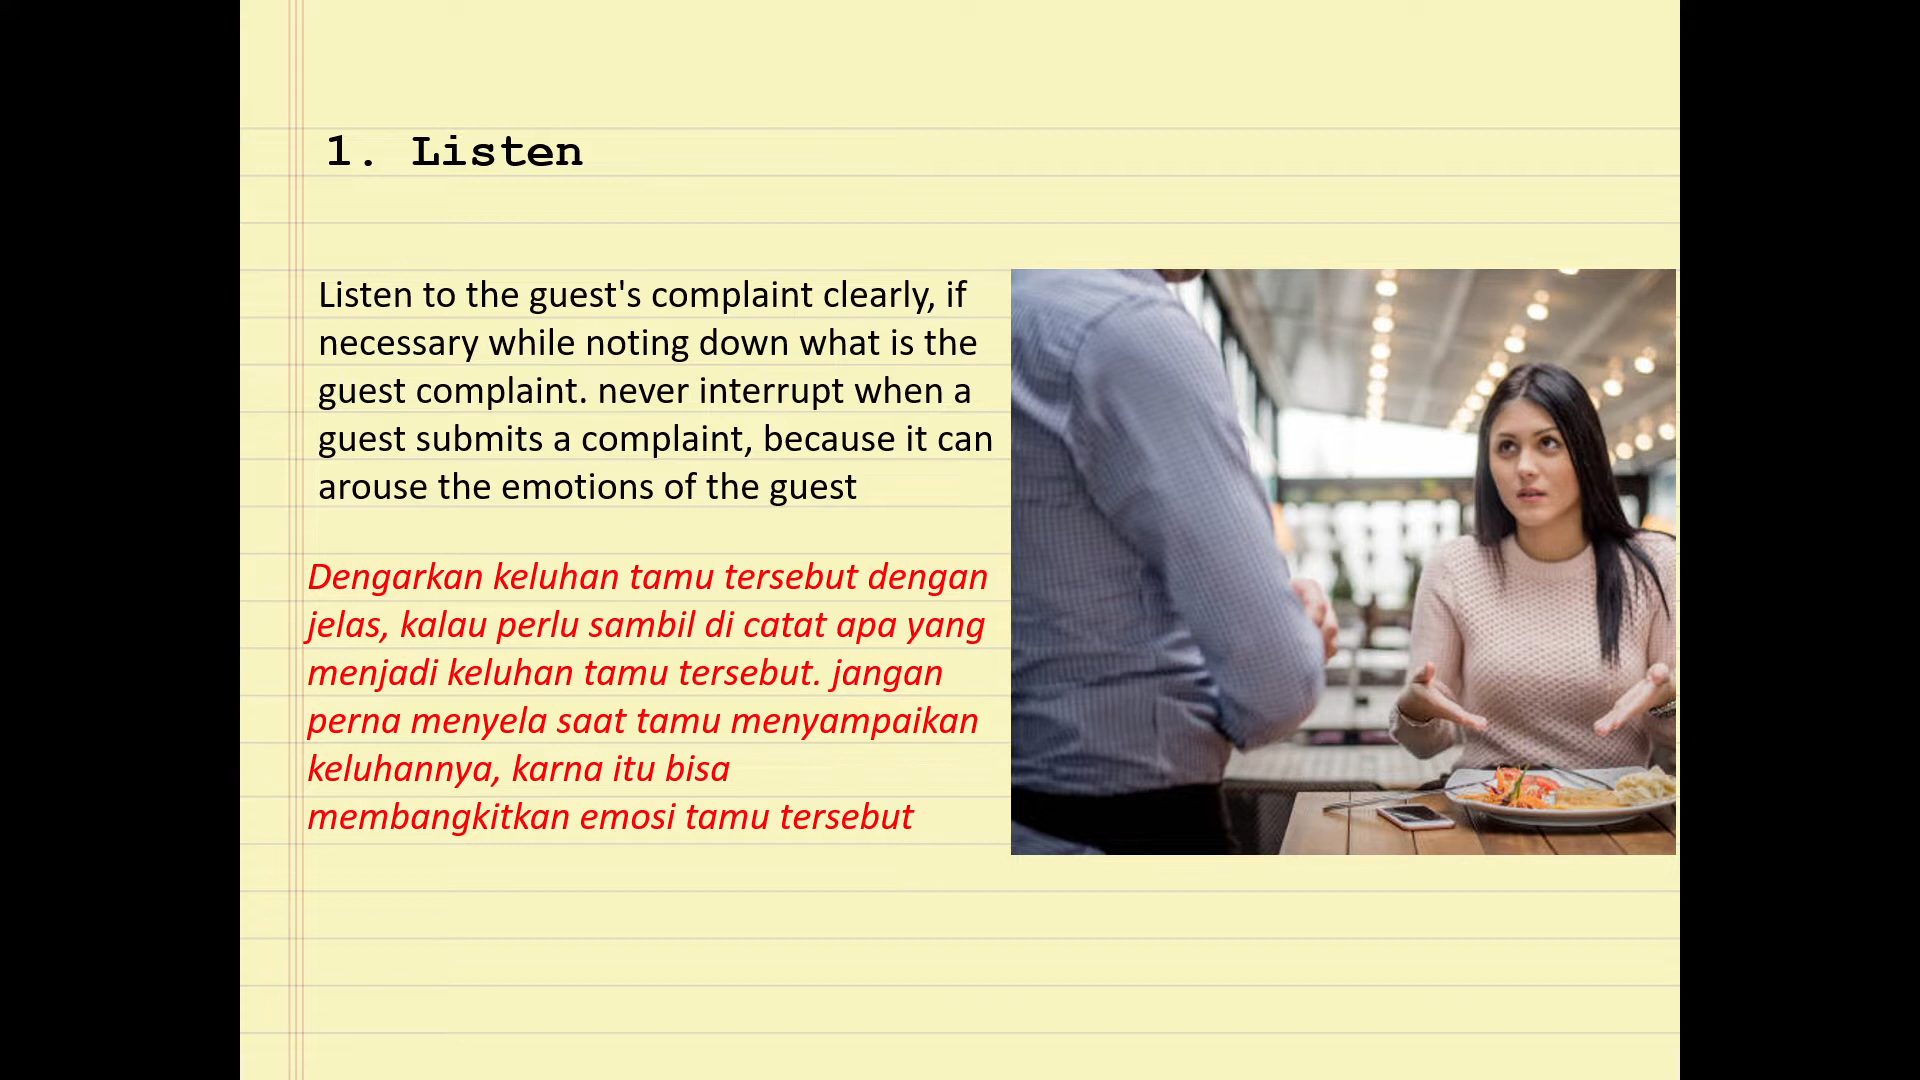 1. Listen
Listen to the guest's complaint clearly, if
necessary while noting down what is the
guest complaint. never interrupt when a
guest submits a complaint, because it can
arouse the emotions of the guest
Dengarkan keluhan tamu tersebut dengan
jelas, kalau perlu sambil di catat apa yang
menjadi keluhan tamu tersebut. jangan
perna menyela saat tamu menyampaikan
keluhannya, karna itu bisa
membangkitkan emosi tamu tersebut